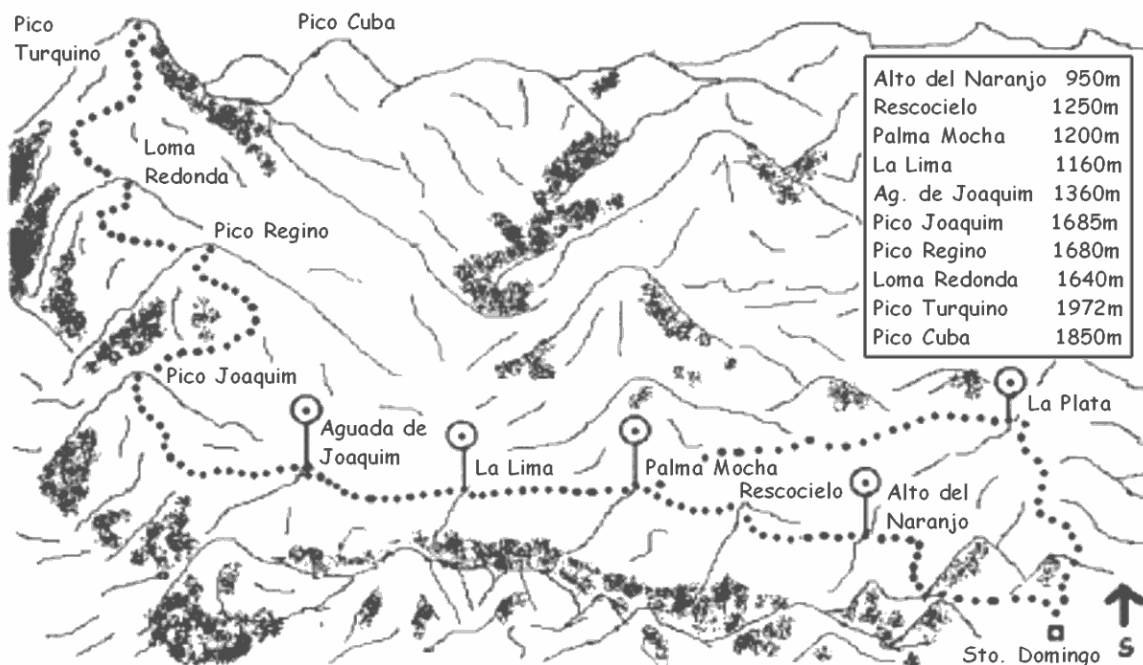 Pico
Turquino
Pico Cuba
Alto del Naranjo 950m
Rescocielo 1250m
Palma Mocha 1200m
La Lima 1160m
Ag. de Joaquim 1360m
Pico Joaquim 1685m
Pico Regino 1680m
Loma Redonda 1640m
Pico Turquino 1972m
Pico Cuba 1850m
Loma
Redonda
Pico Regino
Pico Joaquim
La Plata
Aguada de
Joaquim
La Lima
Palma Mocha
Rescocielo
Alto del
Naranjo
Sto. Domingo
S